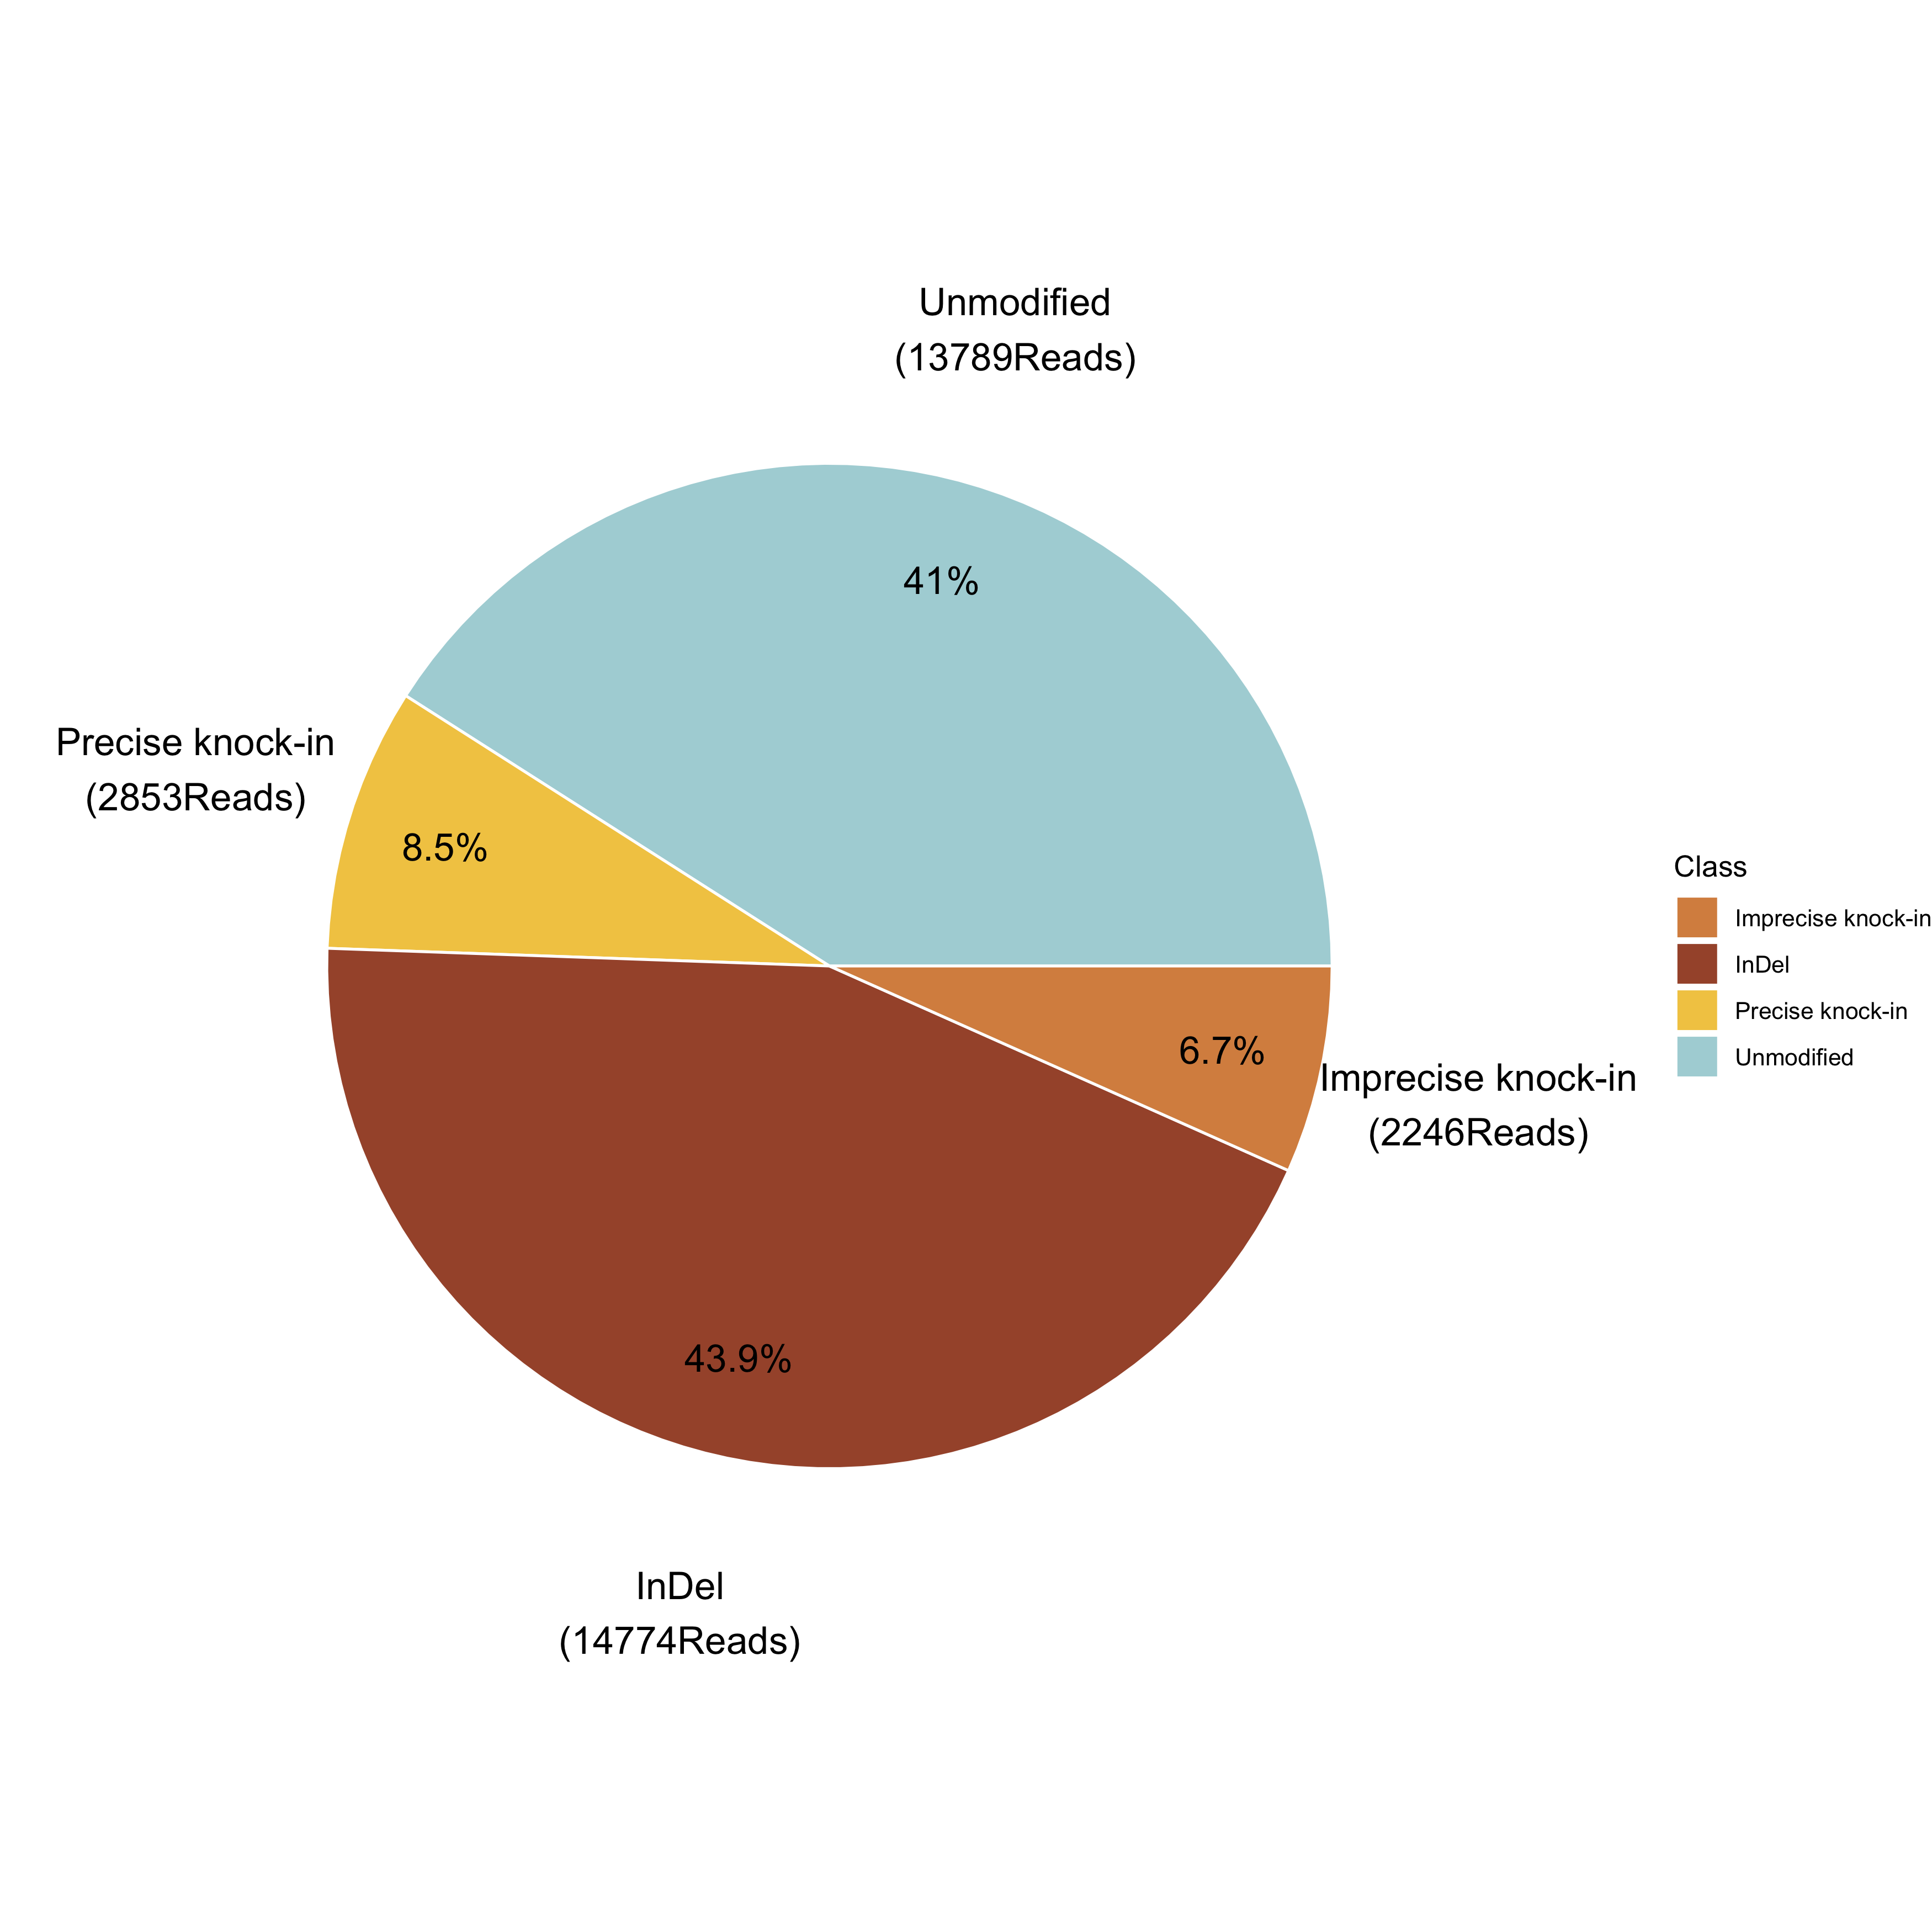 Unmodified
(13789Reads)
41%
Precise knock-in
(2853Reads)
8.5%
Class
Imprecise knock-in
InDel
Precise knock-in
Unmodified
6.7%
Imprecise knock-in
(2246Reads)
43.9%
InDel
(14774Reads)